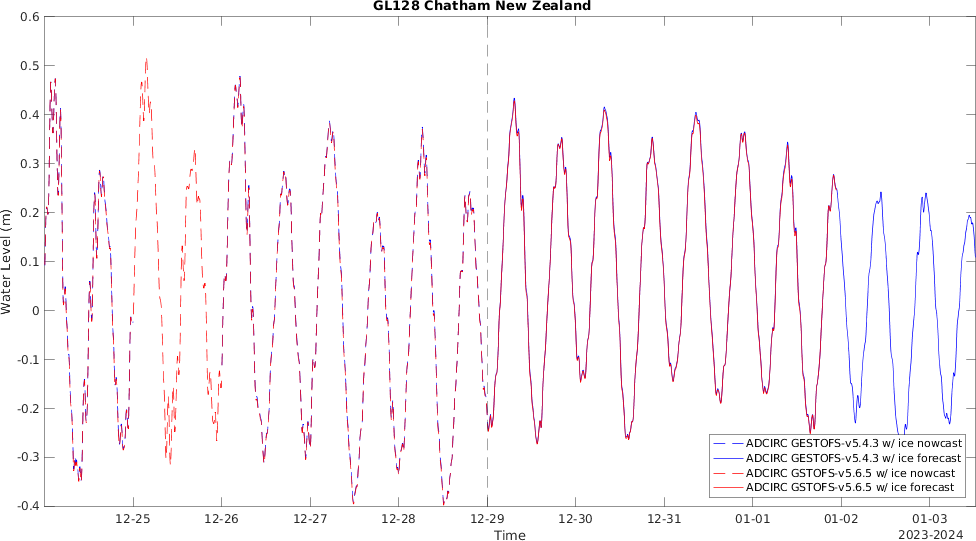 GL128 Chatham New Zealand
0.6
0.5
0.4
0.3
0.2
0.1
0
-0.1
-0.2
-0.3
-0.4
Water Level (m)
12-25 12-26 12-27 12-28 12-29 12-30 12-31 01-01 01-02 01-03
Time
2023-2024
ADCIRC GESTOFS-v5.4.3 w/ ice nowcast
ADCIRC GESTOFS-v5.4.3 w/ ice forecast
ADCIRC GSTOFS-v5.6.5 w/ ice nowcast
ADCIRC GSTOFS-v5.6.5 w/ ice forecast